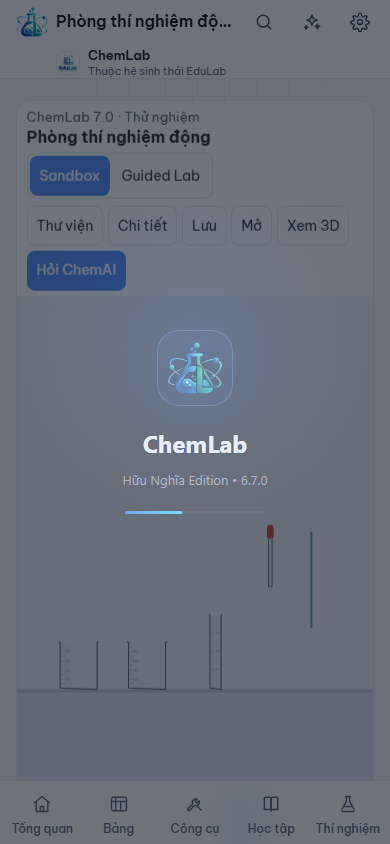 Phòng thí nghiệm độ...
ChemLab
Thuộc hệ sinh thái EduLab
ChemLab 7.0 · Thử nghiệm
Phòng thí nghiệm động
Sandbox
Guided Lab
Thư viện
Chi tiết
Lưu
Mở
Xem 3D
Hỏi ChemAI
ChemLab
Hữu Nghĩa Edition • 6.7.0
Tổng quan
Bảng
Công cụ
Học tập
Thí nghiệm